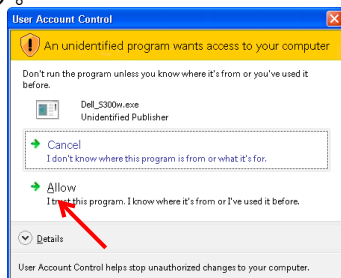 User Account Control
An unidentified program wants access to your computer
Don't run the program unless you know where it's from or you've used it
before.
Dell_S300w.exe
Unidentified Publisher
Cancel
I don't know where this program is from or what it's for.
Allow
I trust this program. I know where it's from or I've used it before.
Details
User Account Control helps stop unauthorized changes to your computer.